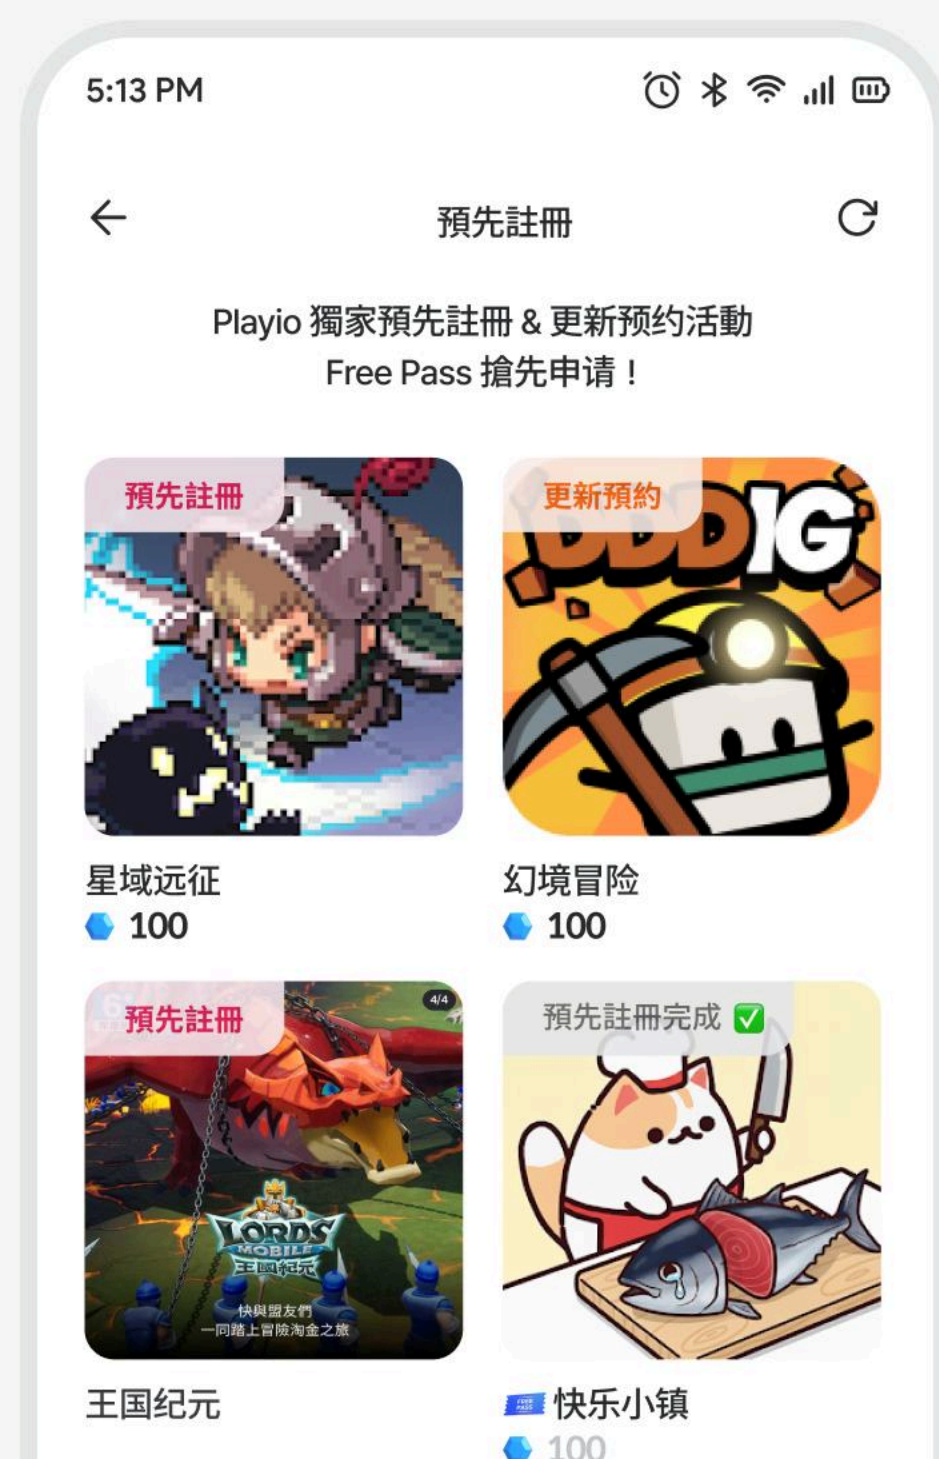 5:13 PM
預先註冊
Playio 獨家預先註冊 & 更新预约活動
Free Pass 搶先申请！
預先註冊
更新預約
DDDIG
星域远征
幻境冒险
100
100
預先註冊
4/4
預先註冊完成 ✅
LORDS
MOBILE
王國紀元
快與盟友們
一同踏上冒險淘金之旅
王国纪元
FREE
PASS
快乐小镇
100